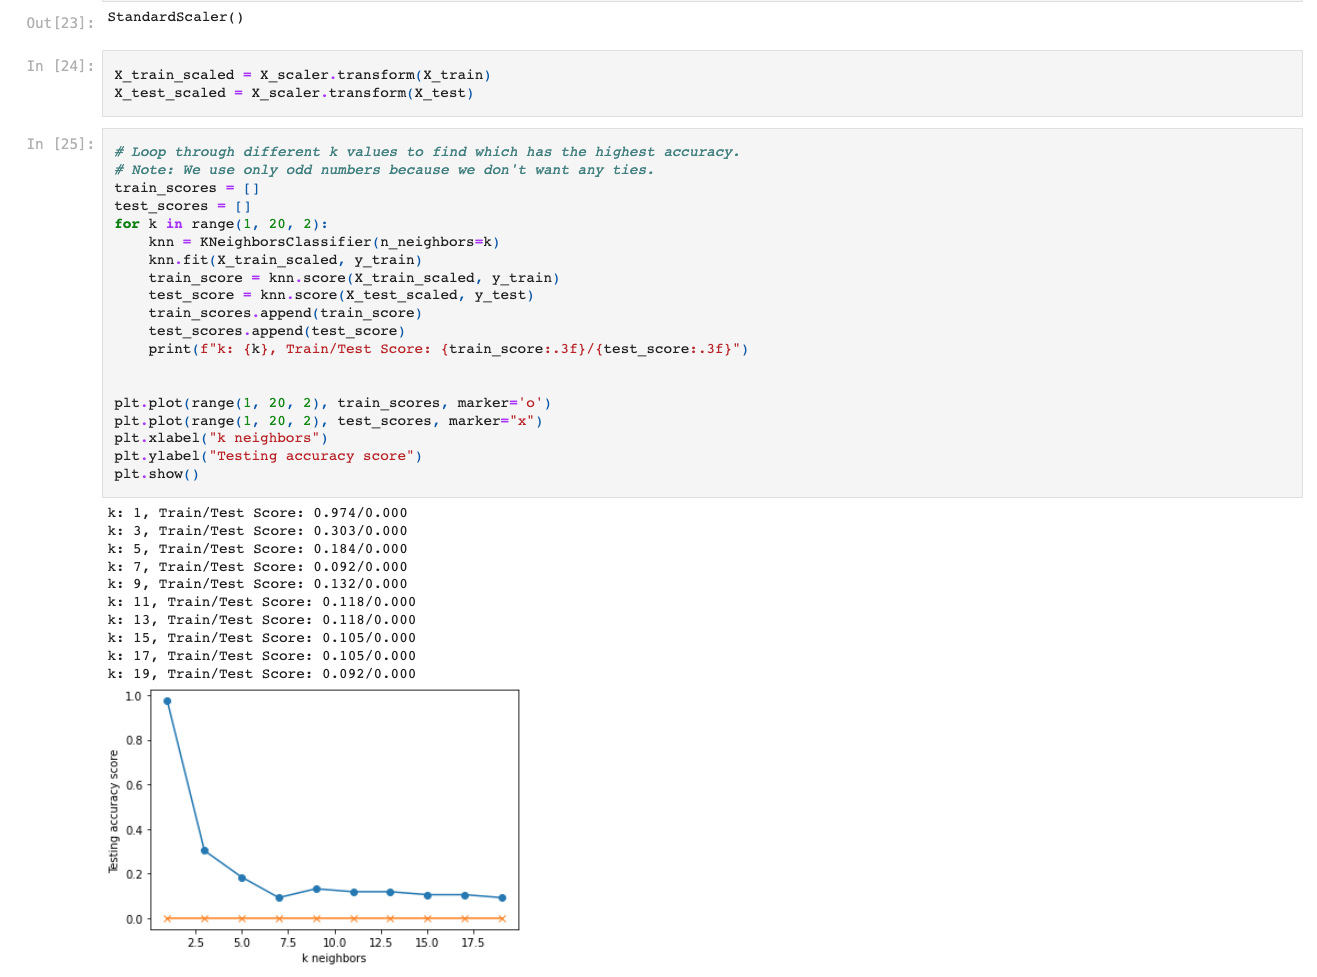 Out[23]: StandardScaler()
In [24]:
X_train_scaled = X_scaler.transform(X_train)
X_test_scaled = X_scaler.transform(X_test)
In [25]:
# Loop through different k values to find which has the highest accuracy.
# Note: We use only odd numbers because we don't want any ties.
train_scores = []
test_scores = []
for k in range(1, 20, 2):
    knn = KNeighborsClassifier(n_neighbors=k)
    knn.fit(X_train_scaled, y_train)
    train_score = knn.score(X_train_scaled, y_train)
    test_score = knn.score(X_test_scaled, y_test)
    train_scores.append(train_score)
    test_scores.append(test_score)
    print(f"k: {k}, Train/Test Score: {train_score:.3f}/{test_score:.3f}")
plt.plot(range(1, 20, 2), train_scores, marker='o')
plt.plot(range(1, 20, 2), test_scores, marker="x")
plt.xlabel("k neighbors")
plt.ylabel("Testing accuracy score")
plt.show()
k: 1, Train/Test Score: 0.974/0.000
k: 3, Train/Test Score: 0.303/0.000
k: 5, Train/Test Score: 0.184/0.000
k: 7, Train/Test Score: 0.092/0.000
k: 9, Train/Test Score: 0.132/0.000
k: 11, Train/Test Score: 0.118/0.000
k: 13, Train/Test Score: 0.118/0.000
k: 15, Train/Test Score: 0.105/0.000
k: 17, Train/Test Score: 0.105/0.000
k: 19, Train/Test Score: 0.092/0.000
Testing accuracy score
1.0
0.8
0.6
0.4
0.2
0.0
2.5 5.0 7.5 10.0 12.5 15.0 17.5
k neighbors